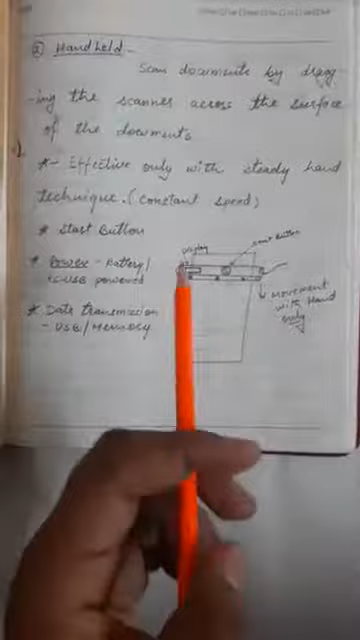 ② Handheld -
Scan documents by dragg
-ing the scanner across the surface
of the documents
*- Effective only with steady hand
technique. (constant speed)
* Start Button
* Power - Battery/
USB powered
* Data transmission
- USB/Memory
Display
Start Button
Movement
with Hand
only